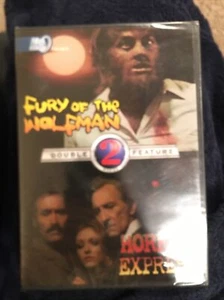 FURY OF THE
WOLFMAN
DOUBLE 2 FEATURE
HORR
EXPRE